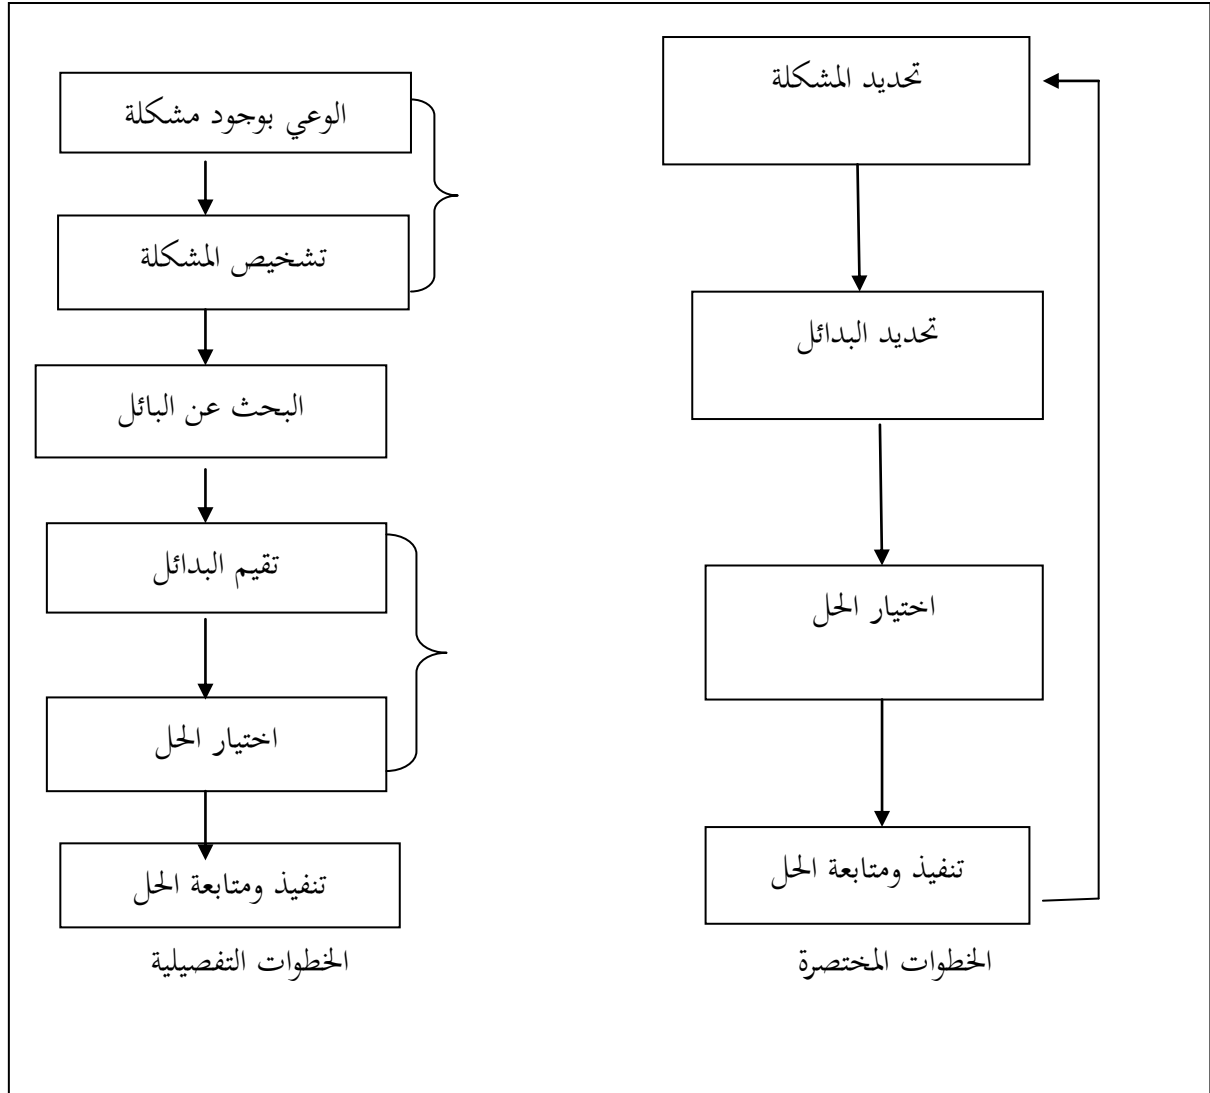 تحديد المشكلة
تحديد البدائل
اختيار الحل
تنفيذ ومتابعة الحل
الخطوات المختصرة
الوعي بوجود مشكلة
تشخيص المشكلة
البحث عن البائل
تقيم البدائل
اختيار الحل
تنفيذ ومتابعة الحل
الخطوات التفصيلية